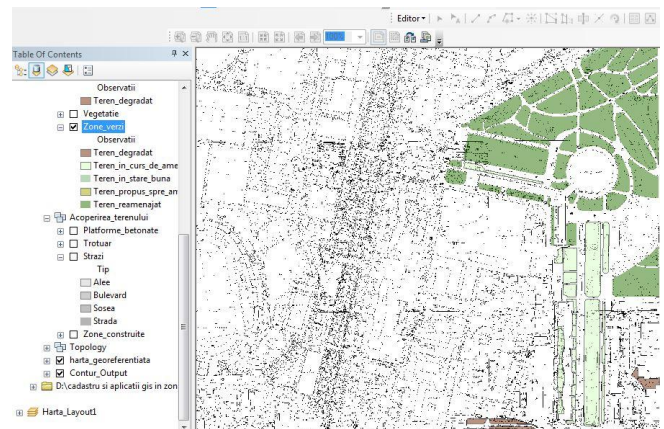 Editor
Table Of Contents
Observatii
Teren_degradat
Vegetatie
Zone_verzi
Observatii
Teren_degradat
Teren_in_curs_de_ame
Teren_in_stare_buna
Teren_propus_spre_an
Teren_reamenajat
Acoperirea_terenului
Platforme_betonate
Trotuar
Strazi
Tip
Alee
Bulevard
Sosea
Strada
Zone_construite
Topology
harta_georeferentiata
Contur_Output
D:\cadastru si aplicatii gis in zon
Harta_Layout1